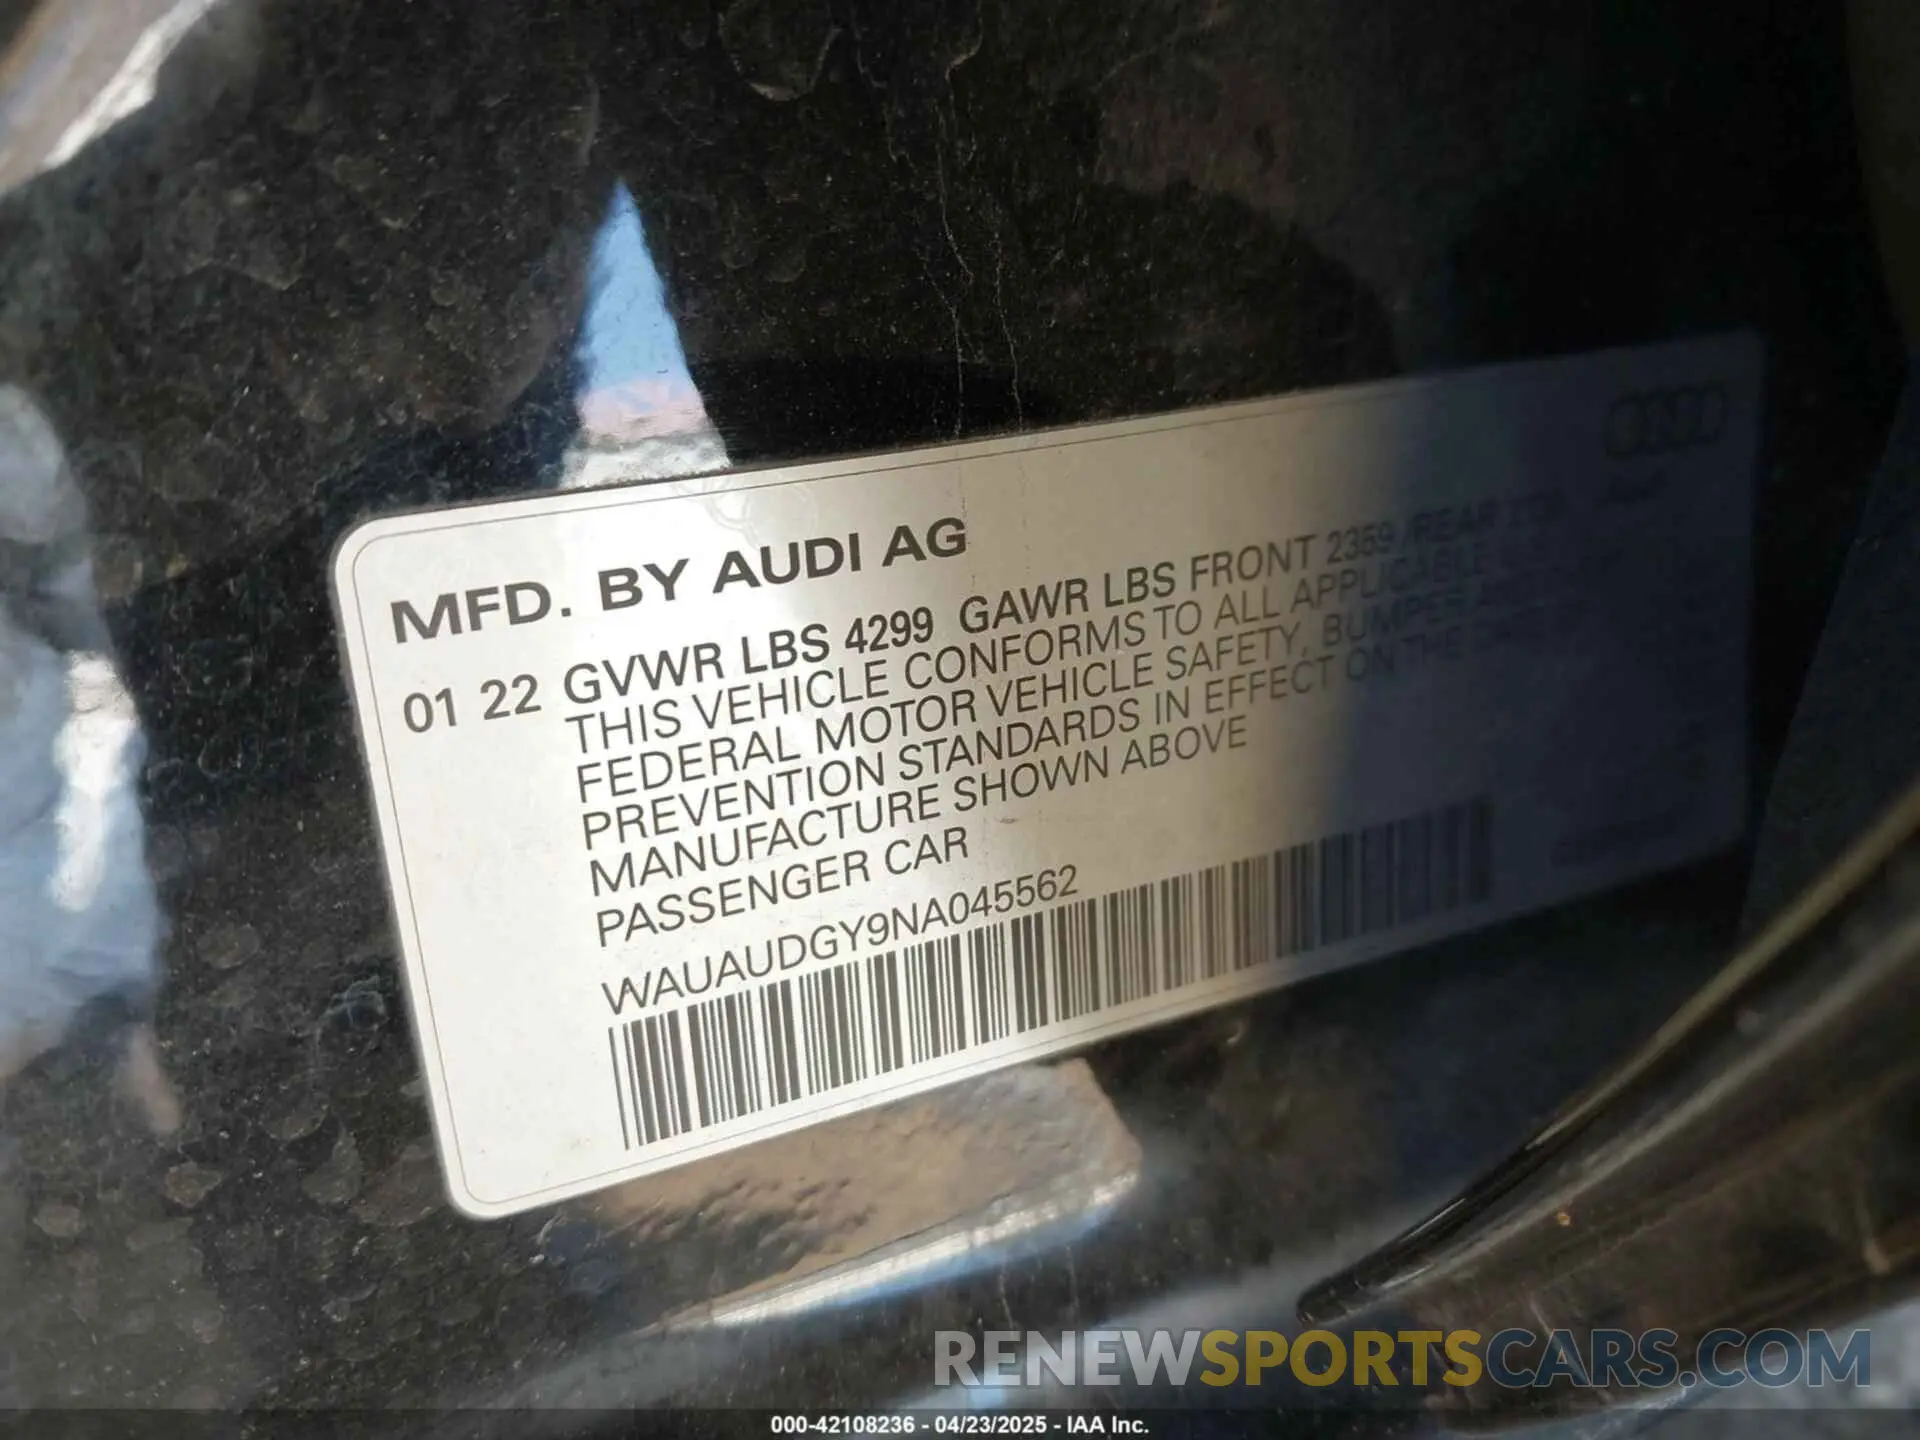 MFD. BY AUDI AG
01 22 GVWR LBS 4299 GAWR LBS FRONT 2359 REAR
THIS VEHICLE CONFORMS TO ALL APPLICABLE
FEDERAL MOTOR VEHICLE SAFETY, BUMPER
PREVENTION STANDARDS IN EFFECT ON THE
MANUFACTURE SHOWN ABOVE
PASSENGER CAR
WAUAUDGY9NA045562
RENEWSPORTSCARS.COM
000-42108236 - 04/23/2025 - IAA Inc.